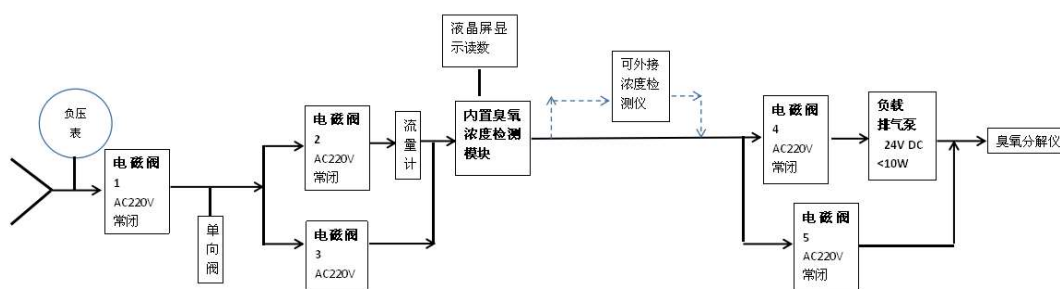 负压
表
电磁阀
1
AC220V
常闭
单
向
阀
电磁阀
2
AC220V
常闭
电磁阀
3
AC220V
流
量
计
液晶屏显
示读数
内置臭氧
浓度检测
模块
可外接
浓度检
测仪
电磁阀
4
AC220V
常闭
电磁阀
5
AC220V
常闭
负载
排气泵
24V DC
<10W
臭氧分解仪